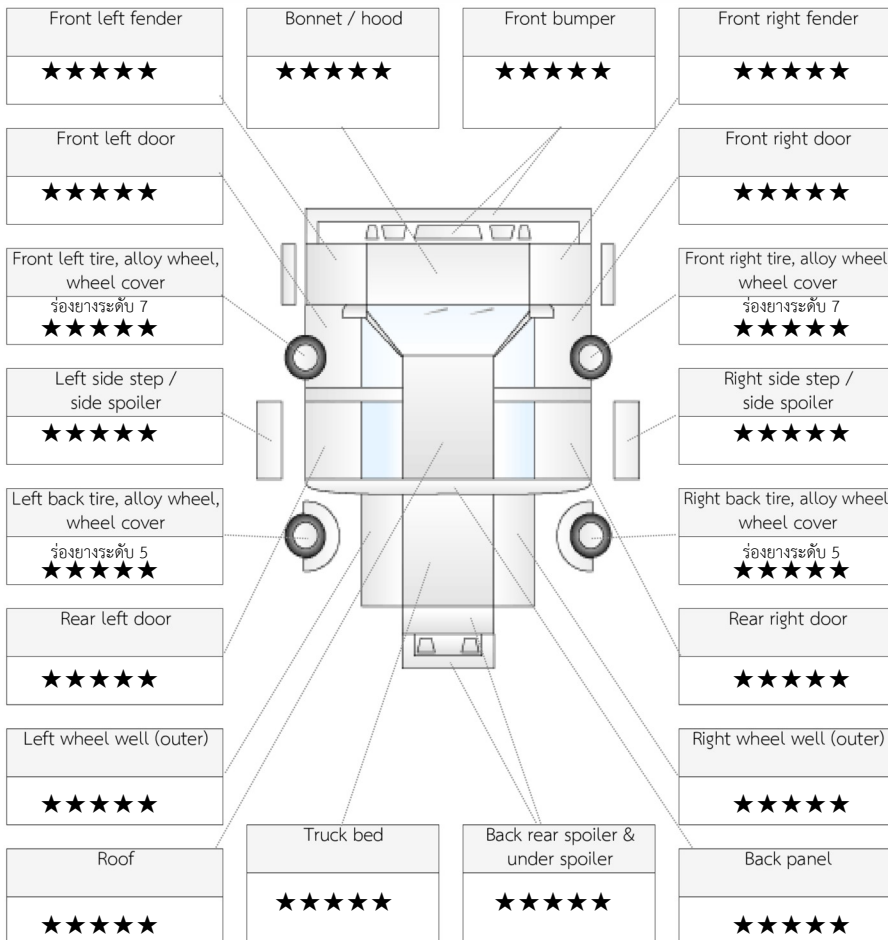 Front left fender
★★★★★
Bonnet / hood
★★★★★
Front bumper
★★★★★
Front right fender
★★★★★
Front left door
★★★★★
Front right door
★★★★★
Front left tire, alloy wheel,
wheel cover
ร่องยางระดับ 7
★★★★★
Front right tire, alloy wheel
wheel cover
ร่องยางระดับ 7
★★★★★
Left side step /
side spoiler
★★★★★
Right side step /
side spoiler
★★★★★
Left back tire, alloy wheel,
wheel cover
ร่องยางระดับ 5
★★★★★
Right back tire, alloy wheel
wheel cover
ร่องยางระดับ 5
★★★★★
Rear left door
★★★★★
Rear right door
★★★★★
Left wheel well (outer)
★★★★★
Right wheel well (outer)
★★★★★
Roof
★★★★★
Truck bed
★★★★★
Back rear spoiler &
under spoiler
★★★★★
Back panel
★★★★★